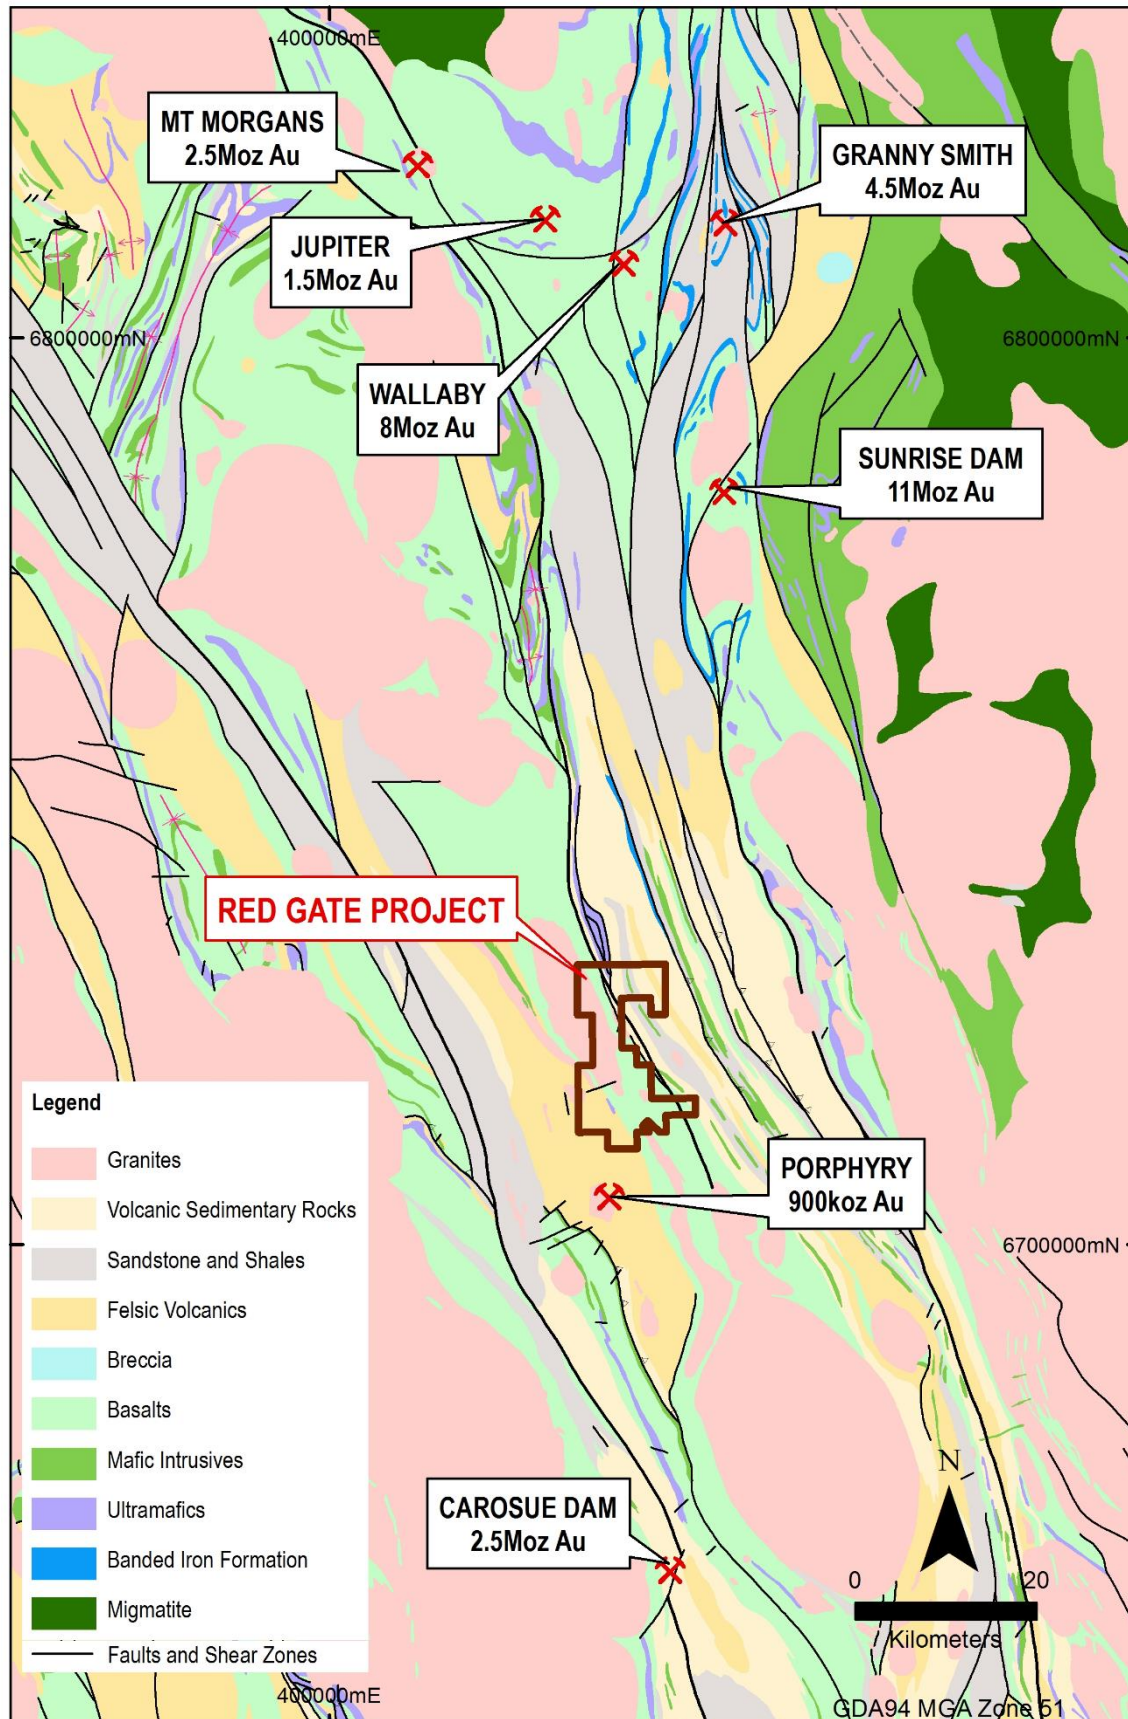 400000mE
MT MORGANS
2.5Moz Au
GRANNY SMITH
4.5Moz Au
JUPITER
1.5Moz Au
6800000mN
6800000mN
WALLABY
8Moz Au
SUNRISE DAM
11Moz Au
RED GATE PROJECT
Legend
Granites
Volcanic Sedimentary Rocks
Sandstone and Shales
Felsic Volcanics
Breccia
Basalts
Mafic Intrusives
Ultramafics
Banded Iron Formation
Migmatite
Faults and Shear Zones
PORPHYRY
900koz Au
6700000mN
CAROSUE DAM
2.5Moz Au
N
0 20
Kilometers
400000mE
GDA94 MGA Zone 51